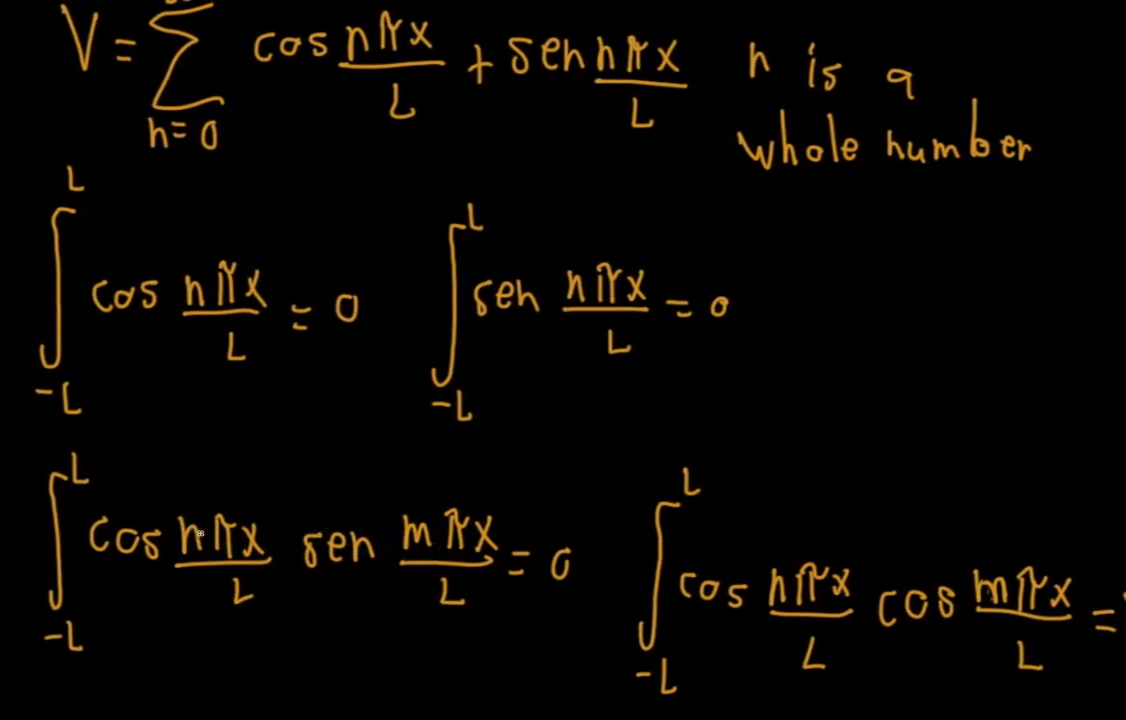 V = ∑_{n=0} cos nπx/L + sen nπx/L n is a
whole number
∫_{-L}^{L} cos nπx/L = 0 ∫_{-L}^{L} sen nπx/L = 0
∫_{-L}^{L} cos nπx/L sen mπx/L = 0 ∫_{-L}^{L} cos nπx/L cos mπx/L =